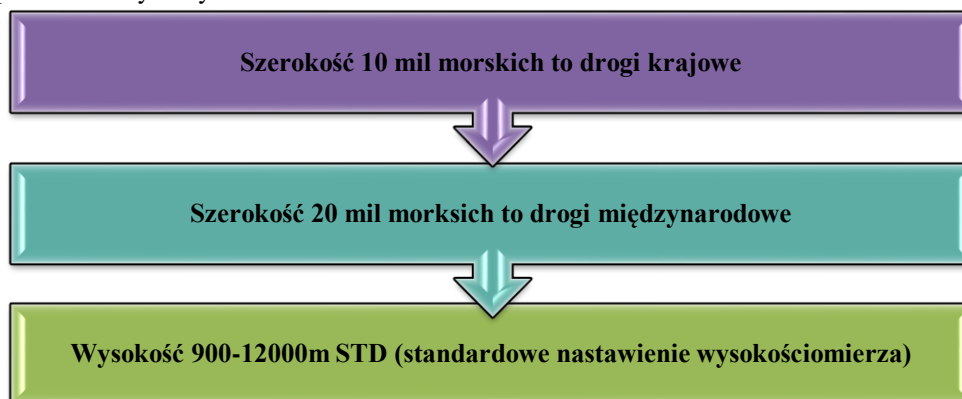 Szerokość 10 mil morskich to drogi krajowe
Szerokość 20 mil morksich to drogi międzynarodowe
Wysokość 900-12000m STD (standardowe nastawienie wysokościomierza)